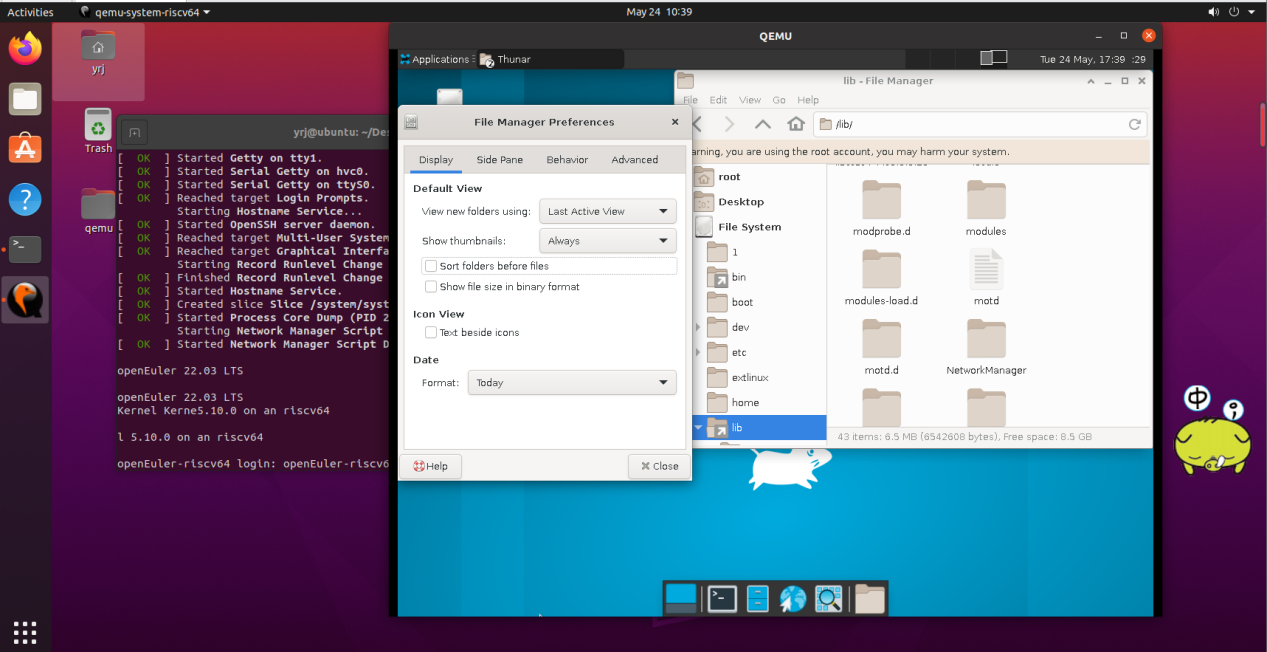 Activities
qemu-system-riscv64
May 24 10:39
yrj
Trash
qemu
yrj@ubuntu: ~/Des
[ OK ] Started Getty on tty1.
[ OK ] Started Serial Getty on hvc0.
[ OK ] Started Serial Getty on ttyS0.
[ OK ] Reached target Login Prompts.
Starting Hostname Service...
[ OK ] Started OpenSSH server daemon.
[ OK ] Reached target Multi-User System
[ OK ] Reached target Graphical Interfa
Starting Record Runlevel Change
[ OK ] Finished Record Runlevel Change
[ OK ] Started Hostname Service.
[ OK ] Created slice Slice /system/syst
[ OK ] Started Process Core Dump (PID 2
Starting Network Manager Script
[ OK ] Started Network Manager Script D
openEuler 22.03 LTS
openEuler 22.03 LTS
Kernel Kerne5.10.0 on an riscv64
l 5.10.0 on an riscv64
openEuler-riscv64 login: openEuler-riscv6
QEMU
Applications
Thunar
Tue 24 May, 17:39 :29
File Manager Preferences
Display
Side Pane
Behavior
Advanced
Default View
View new folders using:
Last Active View
Show thumbnails:
Always
Sort folders before files
Show file size in binary format
Icon View
Text beside icons
Date
Format:
Today
Help
Close
lib - File Manager
File Edit View Go Help
/lib/
arning, you are using the root account, you may harm your system.
root
Desktop
File System
1
bin
boot
dev
etc
extlinux
home
lib
modprobe.d
modules
modules-load.d
motd
motd.d
NetworkManager
43 items: 6.5 MB (6542608 bytes), Free space: 8.5 GB
中